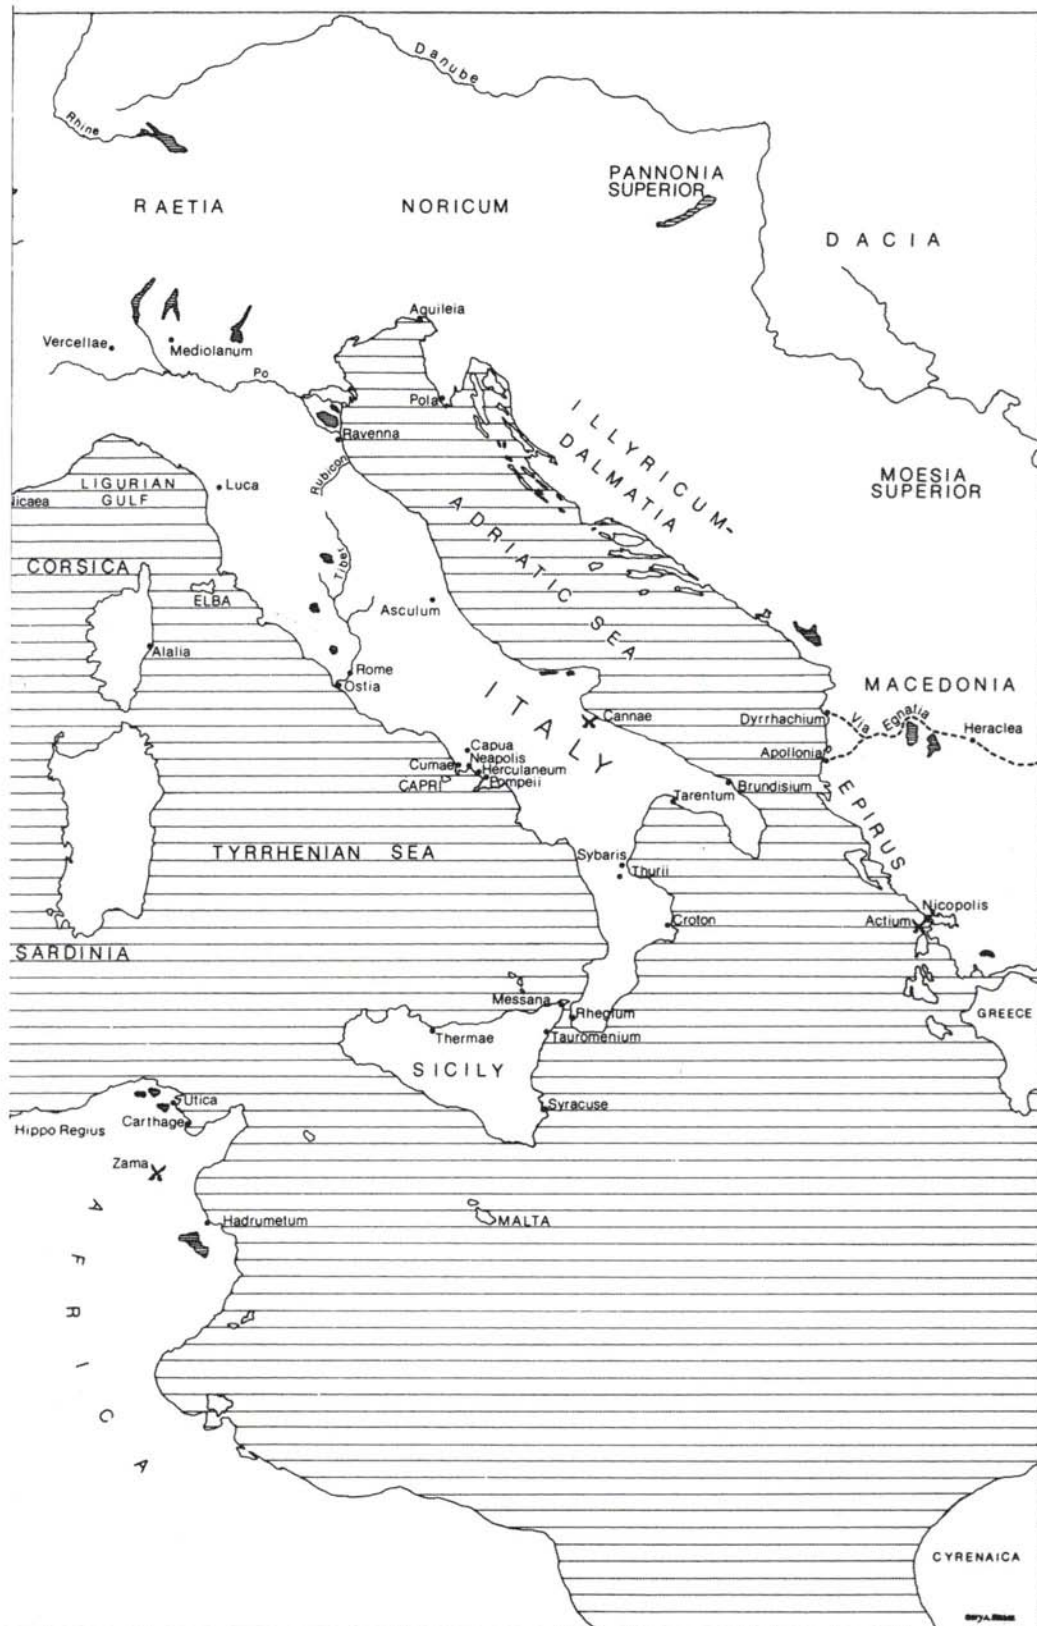 Danube
Rhine
PANNONIA
SUPERIOR
RAETIA
NORICUM
DACIA
Aquileia
Vercellae
Mediolanum
Po
Pola
Ravenna
ILLYRICUM-
DALMATIA
Rubicon
LIGURIAN
GULF
Luca
MOESIA
SUPERIOR
Nicaea
ADRIATIC SEA
Tiber
CORSICA
ELBA
Asculum
Alalia
Rome
Ostia
ITALY
MACEDONIA
Cannae
Dyrrhachium
Via Egnatia
Heraclea
Capua
Cumae
Neapolis
Herculaneum
Apollonia
CAPRI
Pompeii
Brundisium
Tarentum
EPIRUS
TYRRHENIAN SEA
Sybaris
Thurii
Nicopolis
Croton
Actium
SARDINIA
Messana
Rhegium
GREECE
Thermae
Tauromenium
SICILY
Utica
Syracuse
Hippo Regius
Carthage
Zama
AFRICA
Hadrumetum
MALTA
CYRENAICA